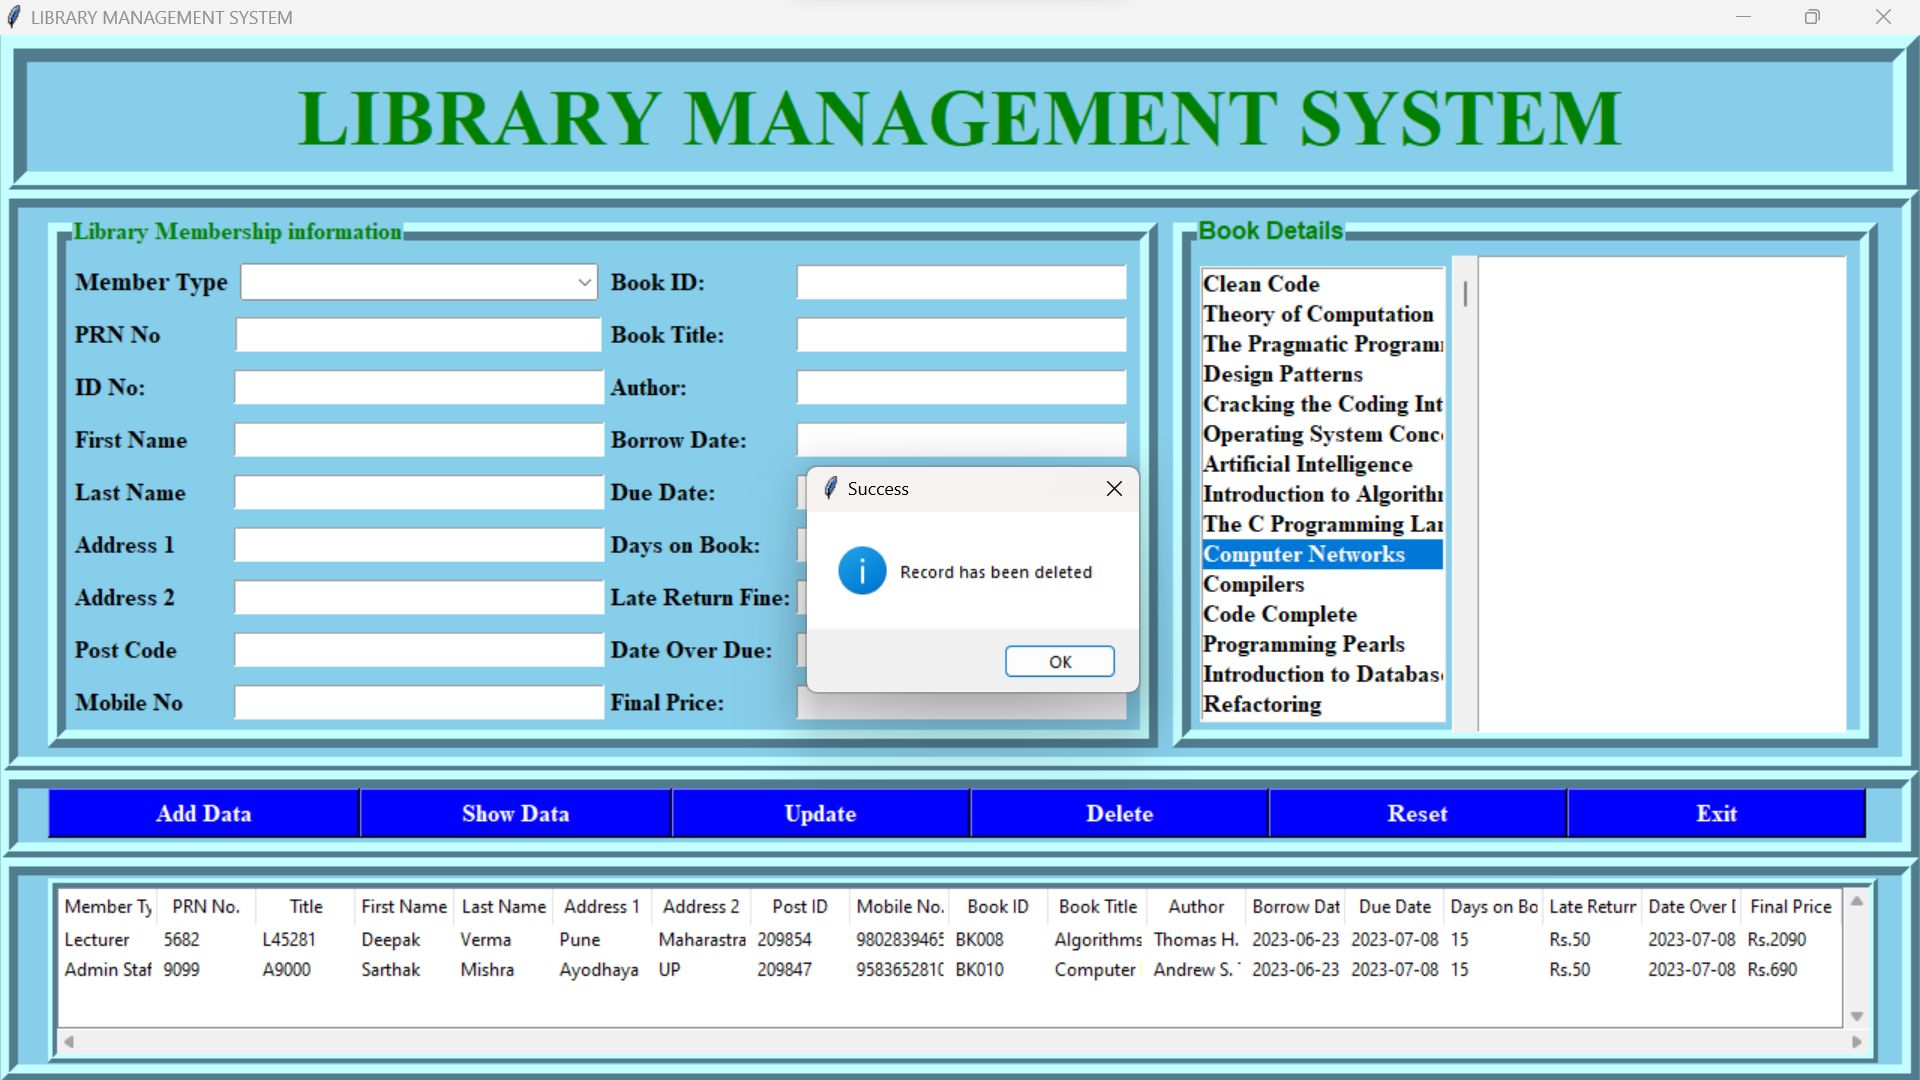 LIBRARY MANAGEMENT SYSTEM
LIBRARY MANAGEMENT SYSTEM
Library Membership information
Member Type
PRN No
ID No:
First Name
Last Name
Address 1
Address 2
Post Code
Mobile No
Book ID:
Book Title:
Author:
Borrow Date:
Due Date:
Days on Book:
Late Return Fine:
Date Over Due:
Final Price:
Success
Record has been deleted
OK
Book Details
Clean Code
Theory of Computation
The Pragmatic
Design Patterns
Cracking the Coding Int
Operating System
Artificial Intelligence
Introduction to
The C Programming
Computer Networks
Compilers
Code Complete
Programming Pearls
Introduction to
Refactoring
Add Data Show Data Update Delete Reset Exit
Member Ty PRN No. Title First Name Last Name Address 1 Address 2 Post ID Mobile No. Book ID Book Title Author Borrow Dat Due Date Days on Bo Late Return Date Over Final Price
Lecturer 5682 L45281 Deepak Verma Pune Maharastra 209854 980283946 BK008 Algorithms Thomas H. 2023-06-23 2023-07-08 15 Rs.50 2023-07-08 Rs.2090
Admin Staf 9099 A9000 Sarthak Mishra Ayodhaya UP 209847 958365281 BK010 Computer Andrew S. 2023-06-23 2023-07-08 15 Rs.50 2023-07-08 Rs.690